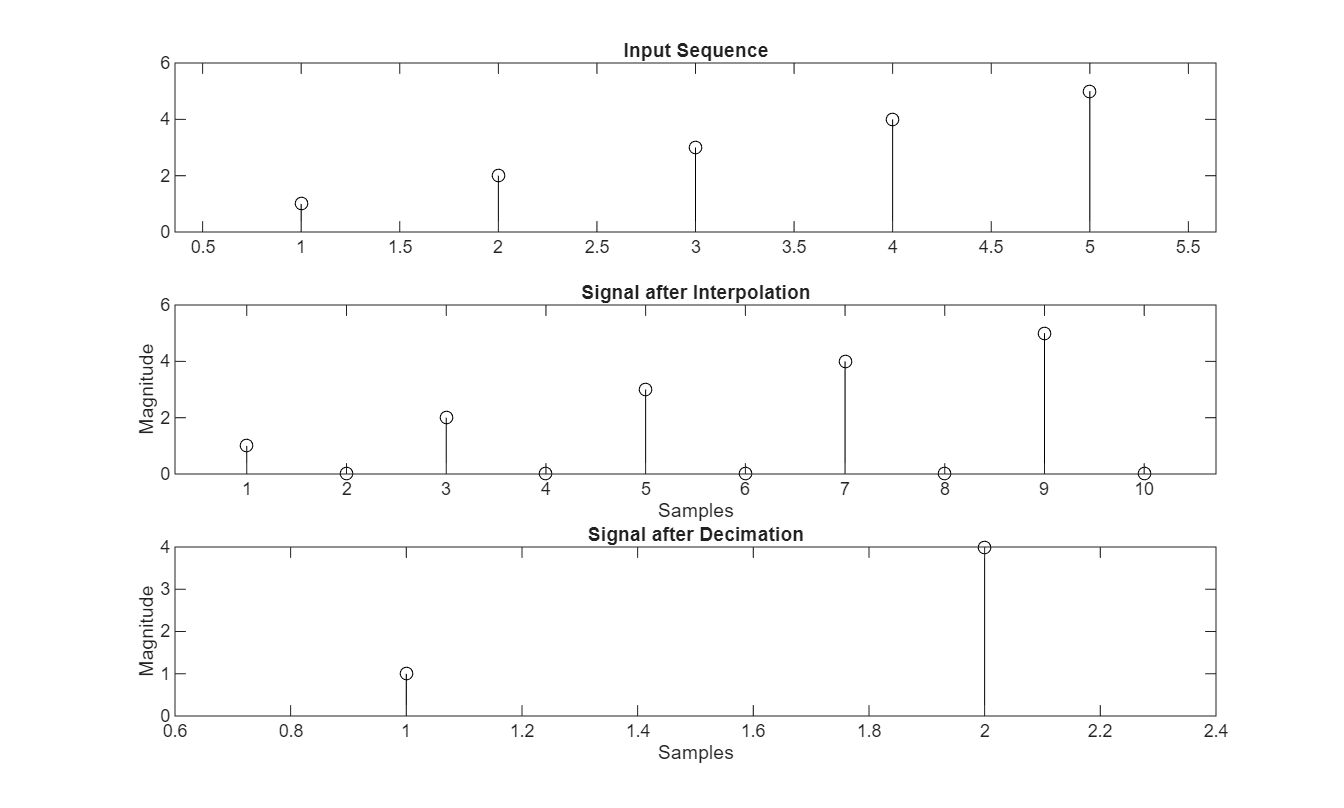 Input Sequence
6
4
2
0
0.5 1 1.5 2 2.5 3 3.5 4 4.5 5 5.5
Signal after Interpolation
6
4
2
0
Magnitude
1 2 3 4 5 6 7 8 9 10
Samples
Signal after Decimation
4
3
2
1
0
Magnitude
0.6 0.8 1 1.2 1.4 1.6 1.8 2 2.2 2.4
Samples